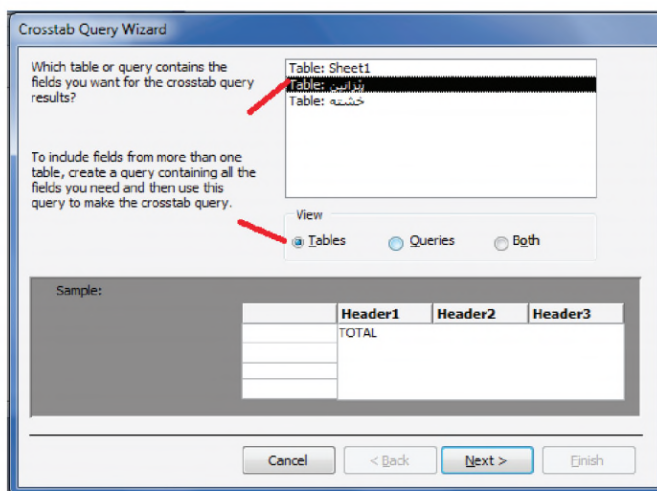 Crosstab Query Wizard
Which table or query contains the
fields you want for the crosstab query
results?
Table: Sheet1
Table: پێزانین
Table: خشتە
To include fields from more than one
table, create a query containing all the
fields you need and then use this
query to make the crosstab query.
View
Tables Queries Both
Sample:
Header1 Header2 Header3
TOTAL
Cancel < Back Next > Finish